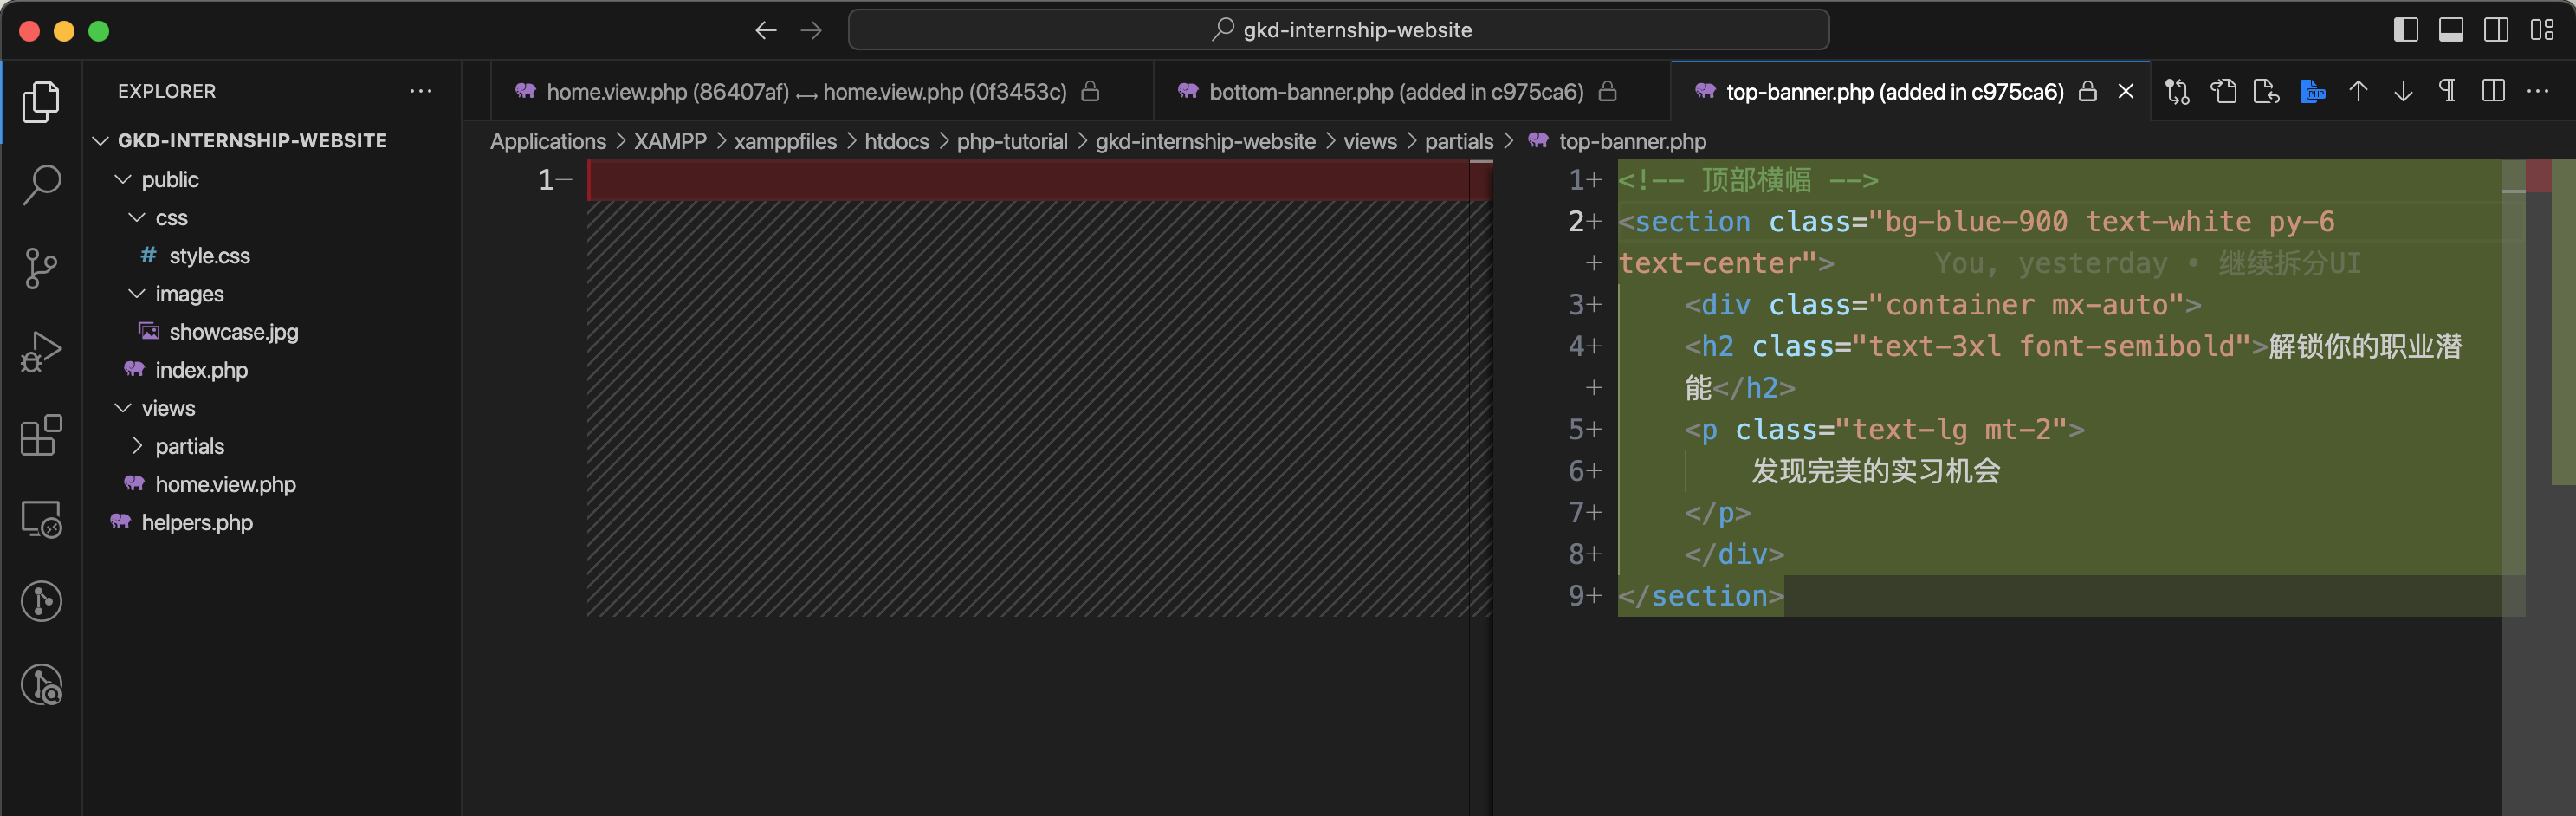 gkd-internship-website
EXPLORER
GKD-INTERNSHIP-WEBSITE
public
css
# style.css
images
showcase.jpg
index.php
views
partials
home.view.php
helpers.php
home.view.php (86407af) ↔ home.view.php (0f3453c)
bottom-banner.php (added in c975ca6)
top-banner.php (added in c975ca6)
PHP
Applications > XAMPP > xamppfiles > htdocs > php-tutorial > gkd-internship-website > views > partials > top-banner.php
1−
1+ <!-- 顶部横幅 -->
2+ <section class="bg-blue-900 text-white py-6
+ text-center"> You, yesterday • 继续拆分UI
3+ <div class="container mx-auto">
4+ <h2 class="text-3xl font-semibold">解锁你的职业潜
+ 能</h2>
5+ <p class="text-lg mt-2">
6+ 发现完美的实习机会
7+ </p>
8+ </div>
9+ </section>